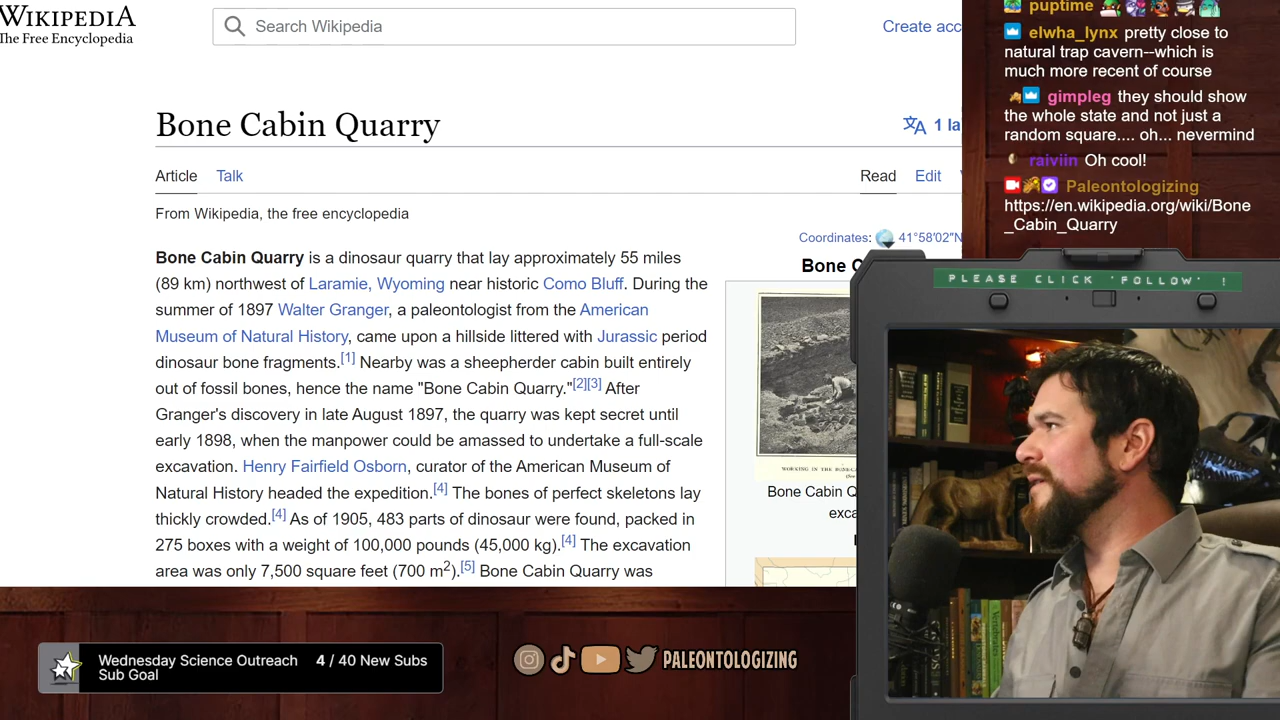 WIKIPEDIA
The Free Encyclopedia
Search Wikipedia
Create acc
Bone Cabin Quarry
1 la
Article
Talk
Read
Edit
From Wikipedia, the free encyclopedia
Coordinates: 41°58′02″N
Bone Cabin Quarry is a dinosaur quarry that lay approximately 55 miles
(89 km) northwest of Laramie, Wyoming near historic Como Bluff. During the
summer of 1897 Walter Granger, a paleontologist from the American
Museum of Natural History, came upon a hillside littered with Jurassic period
dinosaur bone fragments.[1] Nearby was a sheepherder cabin built entirely
out of fossil bones, hence the name "Bone Cabin Quarry."[2][3] After
Granger's discovery in late August 1897, the quarry was kept secret until
early 1898, when the manpower could be amassed to undertake a full-scale
excavation. Henry Fairfield Osborn, curator of the American Museum of
Natural History headed the expedition.[4] The bones of perfect skeletons lay
thickly crowded.[4] As of 1905, 483 parts of dinosaur were found, packed in
275 boxes with a weight of 100,000 pounds (45,000 kg).[4] The excavation
area was only 7,500 square feet (700 m2).[5] Bone Cabin Quarry was
Bone C
WORKING IN THE
Bone Cabin Q
exca
puptime
elwha_lynx pretty close to
natural trap cavern--which is
much more recent of course
gimpleg they should show
the whole state and not just a
random square.... oh... nevermind
raiviin Oh cool!
Paleontologizing
https://en.wikipedia.org/wiki/Bone
_Cabin_Quarry
PLEASE CLICK 'FOLLOW' !
Wednesday Science Outreach 4 / 40 New Subs
Sub Goal
PALEONTOLOGIZING